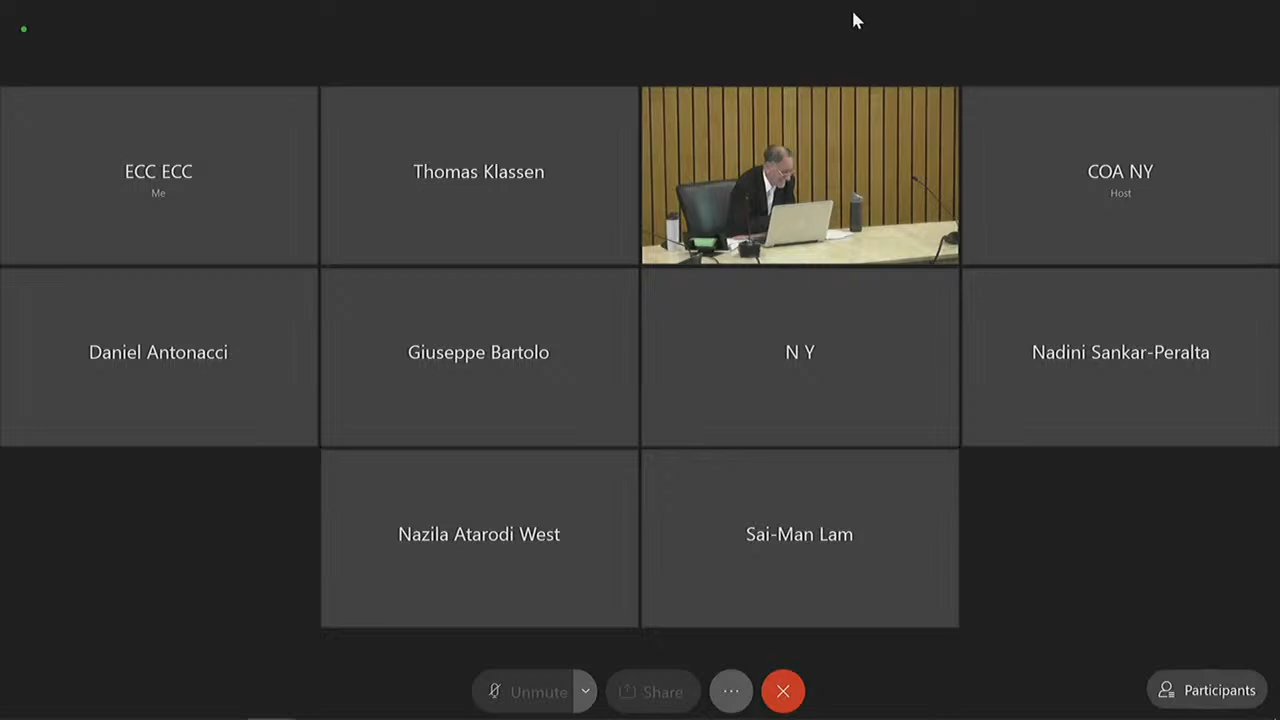 ECC ECC
Me
Thomas Klassen
COA NY
Host
Daniel Antonacci
Giuseppe Bartolo
N Y
Nadini Sankar-Peralta
Nazila Atarodi West
Sai-Man Lam
Unmute
Share
Participants